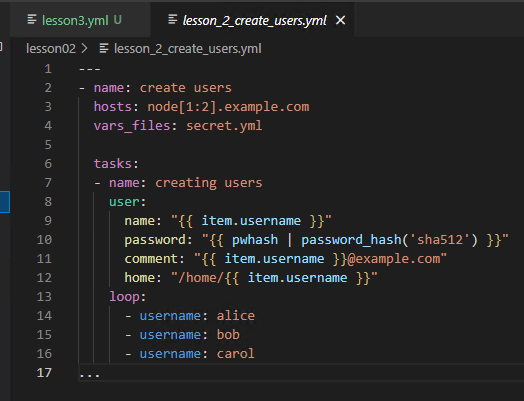 lesson3.yml U lesson_2_create_users.yml
lesson02 > lesson_2_create_users.yml
1 ---
2 - name: create users
3 hosts: node[1:2].example.com
4 vars_files: secret.yml
5
6 tasks:
7 - name: creating users
8 user:
9 name: "{{ item.username }}"
10 password: "{{ pwhash | password_hash('sha512') }}"
11 comment: "{{ item.username }}@example.com"
12 home: "/home/{{ item.username }}"
13 loop:
14 - username: alice
15 - username: bob
16 - username: carol
17 ...